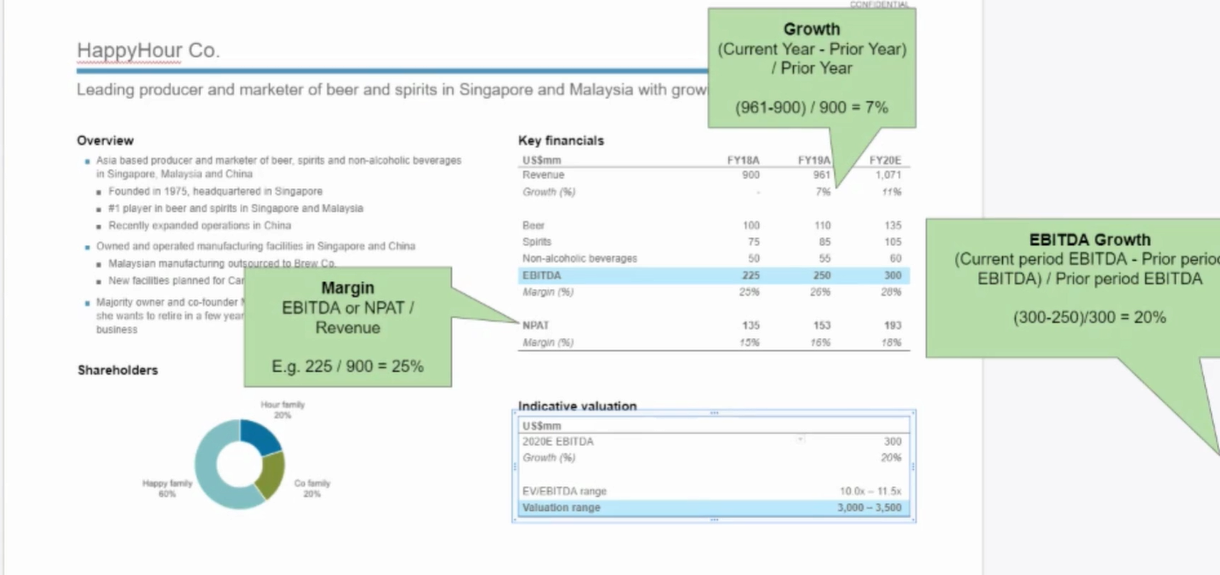 CONFIDENTIAL
HappyHour Co.
Leading producer and marketer of beer and spirits in Singapore and Malaysia with grow
Growth
(Current Year - Prior Year)
/ Prior Year
(961-900) / 900 = 7%
Overview
Asia based producer and marketer of beer, spirits and non-alcoholic beverages
in Singapore, Malaysia and China
Founded in 1975, headquartered in Singapore
#1 player in beer and spirits in Singapore and Malaysia
Recently expanded operations in China
Owned and operated manufacturing facilities in Singapore and China
Malaysian manufacturing outsourced to Brew Co.
New facilities planned for
Majority owner and co-founder
she wants to retire in a few year
business
Margin
EBITDA or NPAT /
Revenue
E.g. 225 / 900 = 25%
Shareholders
Hour family
20%
Happy family
60%
Co family
20%
Key financials
US$mm FY18A FY19A FY20E
Revenue 900 961 1,071
Growth (%) - 7% 11%
Beer 100 110 135
Spirits 75 85 105
Non-alcoholic beverages 50 55 60
EBITDA 225 250 300
Margin (%) 25% 26% 28%
NPAT 135 153 193
Margin (%) 15% 16% 18%
EBITDA Growth
(Current period EBITDA - Prior perio
EBITDA) / Prior period EBITDA
(300-250)/300 = 20%
Indicative valuation
US$mm
2020E EBITDA 300
Growth (%) 20%
EV/EBITDA range 10.0x – 11.5x
Valuation range 3,000 – 3,500